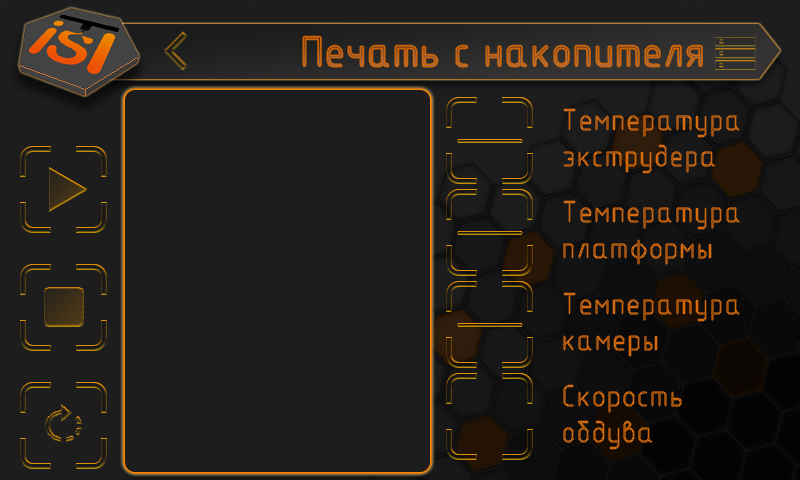 isi
Печать с накопителя
Температура
экструдера
Температура
платформы
Температура
камеры
Скорость
обдува